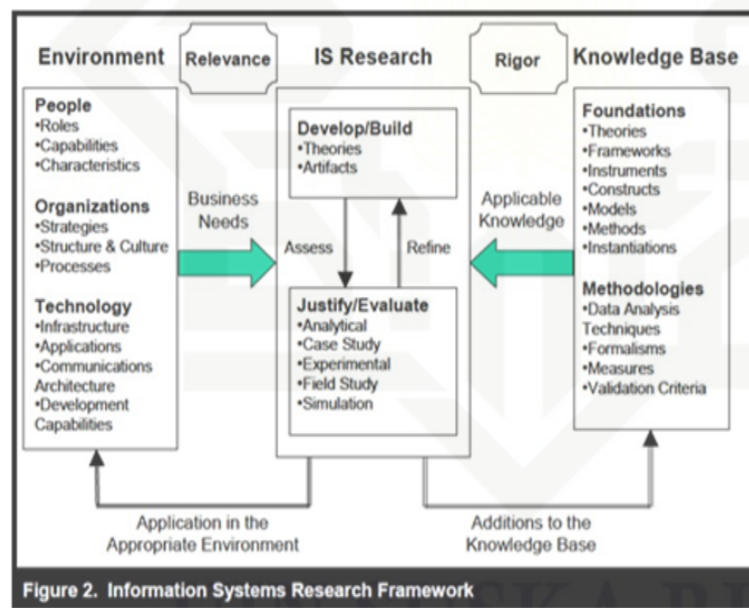 Environment
Relevance
IS Research
Rigor
Knowledge Base
People
•Roles
•Capabilities
•Characteristics
Organizations
•Strategies
•Structure & Culture
•Processes
Technology
•Infrastructure
•Applications
•Communications
Architecture
•Development
Capabilities
Business
Needs
Develop/Build
•Theories
•Artifacts
Assess
Refine
Justify/Evaluate
•Analytical
•Case Study
•Experimental
•Field Study
•Simulation
Applicable
Knowledge
Foundations
•Theories
•Frameworks
•Instruments
•Constructs
•Models
•Methods
•Instantiations
Methodologies
•Data Analysis
Techniques
•Formalisms
•Measures
•Validation Criteria
Application in the
Appropriate Environment
Additions to the
Knowledge Base
Figure 2. Information Systems Research Framework